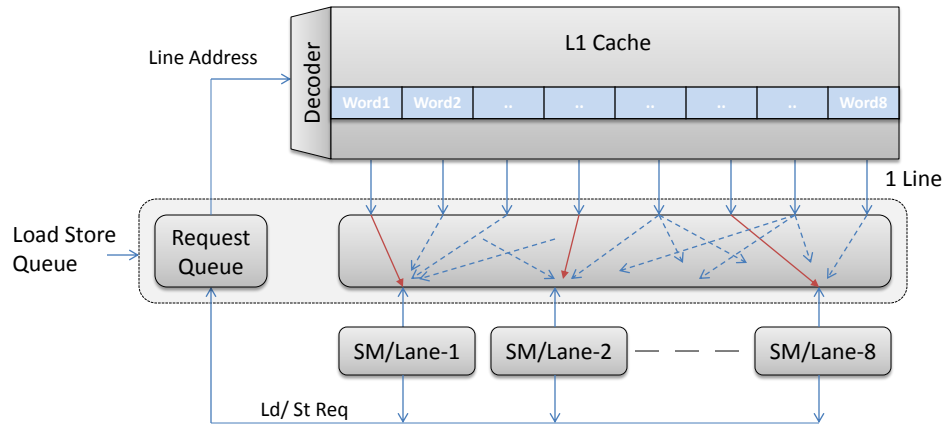 L1 Cache
Line Address
Decoder
Word1 Word2 .. .. .. .. .. Word8
1 Line
Load Store
Queue
Request
Queue
SM/Lane-1 SM/Lane-2 SM/Lane-8
Ld/ St Req